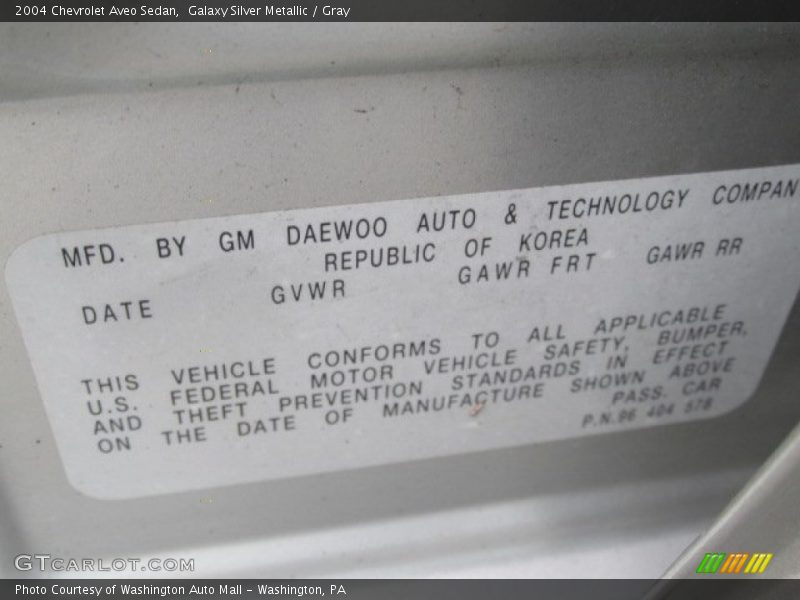 2004 Chevrolet Aveo Sedan,  Galaxy Silver Metallic / Gray
MFD. BY GM DAEWOO AUTO & TECHNOLOGY COMPAN
REPUBLIC OF KOREA
DATE GVWR GAWR FRT GAWR RR
THIS VEHICLE CONFORMS TO ALL APPLICABLE
U.S. FEDERAL MOTOR VEHICLE SAFETY, BUMPER,
AND THEFT PREVENTION STANDARDS IN EFFECT
ON THE DATE OF MANUFACTURE SHOWN ABOVE
PASS. CAR
P.N.96 404 578
GTCARLOT.COM
Photo Courtesy of Washington Auto Mall - Washington, PA